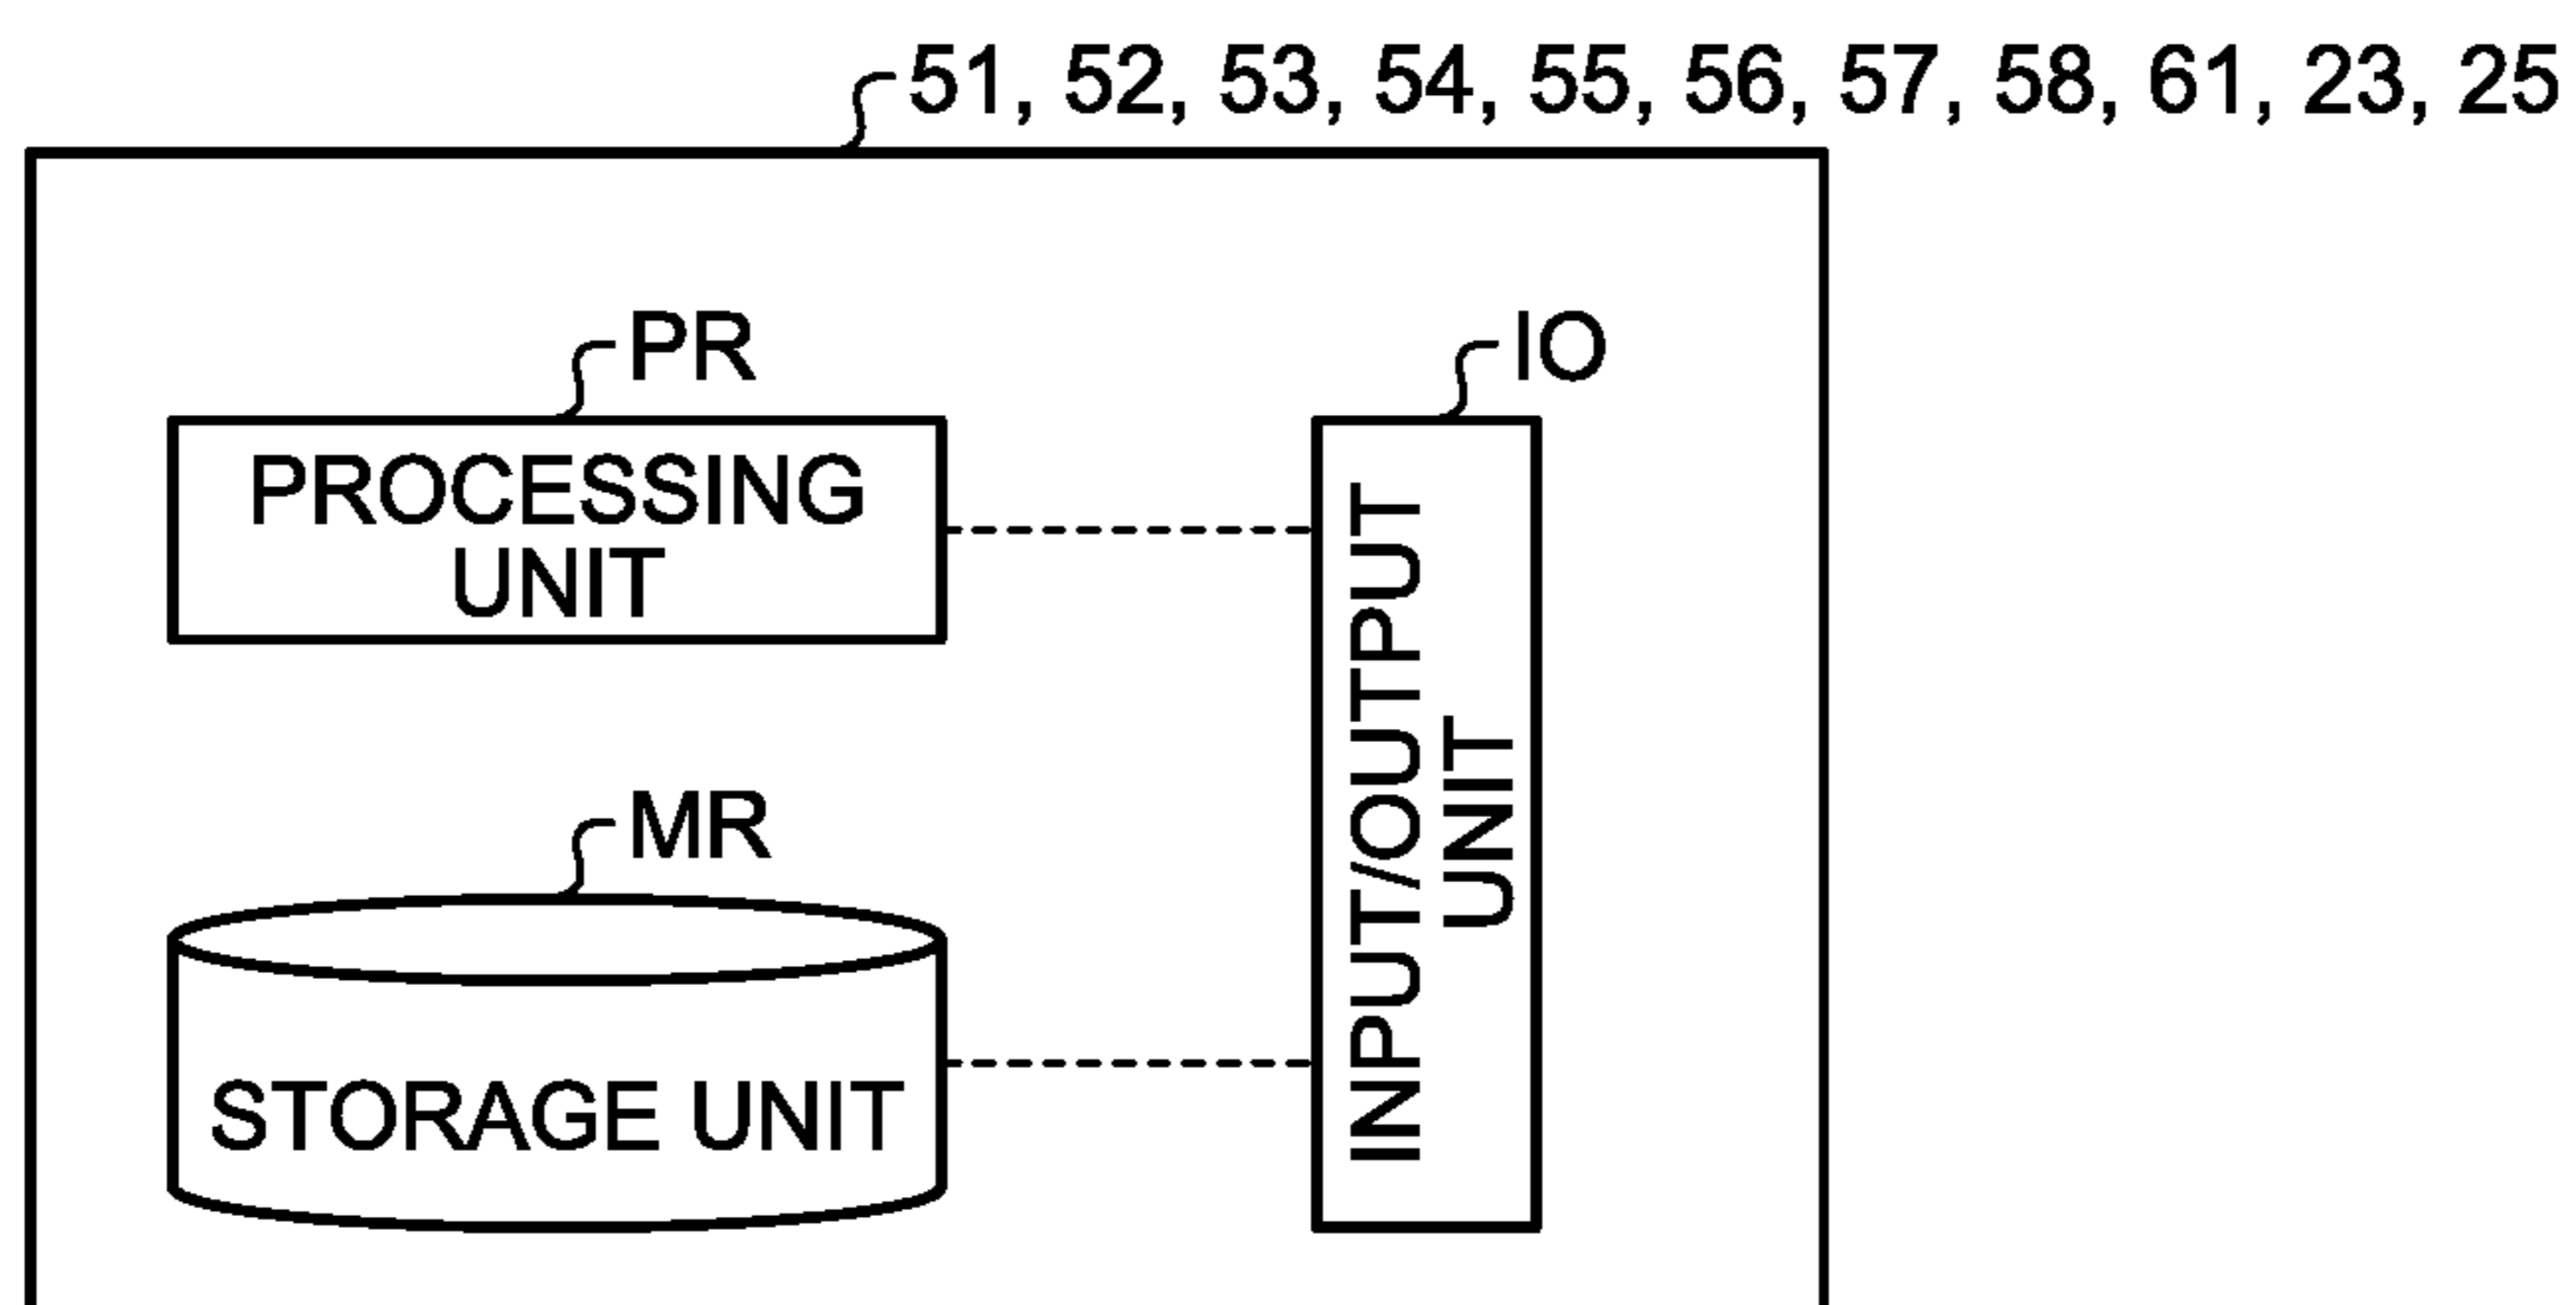 51, 52, 53, 54, 55, 56, 57, 58, 61, 23, 25
PR
IO
PROCESSING
UNIT
INPUT/OUTPUT
UNIT
MR
STORAGE UNIT